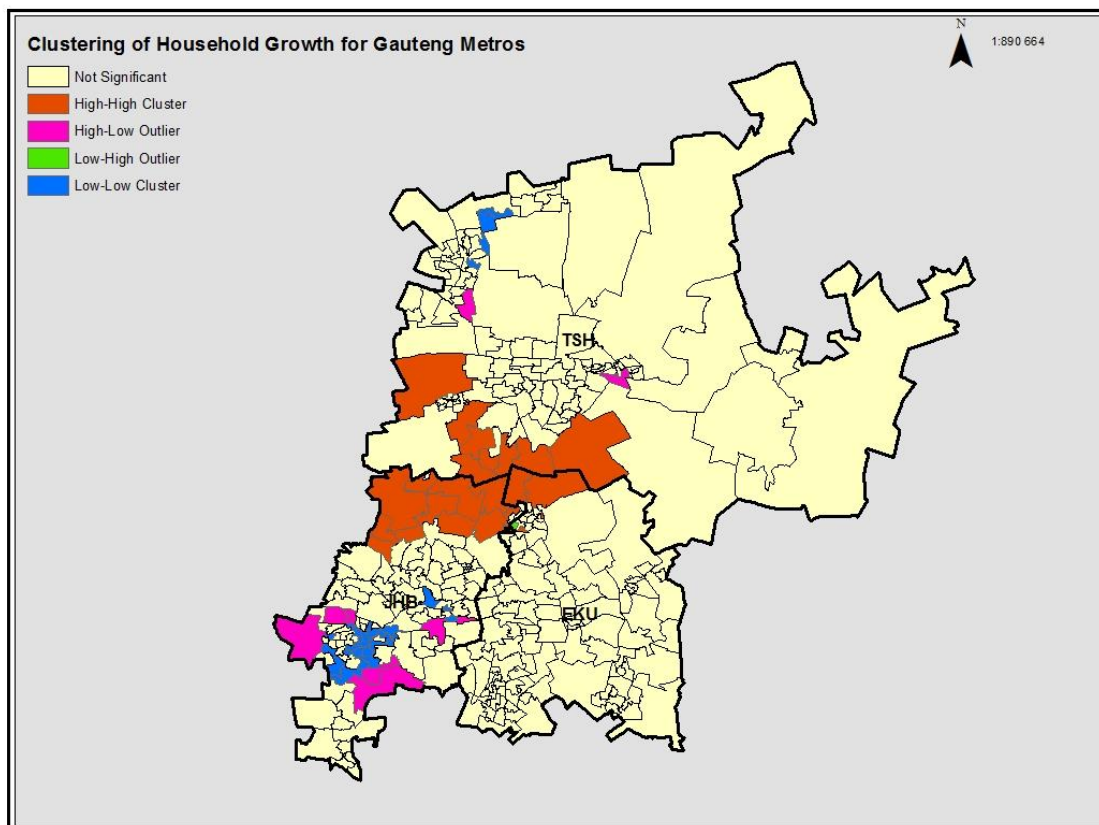 N
Clustering of Household Growth for Gauteng Metros
1:890 664
Not Significant
High-High Cluster
High-Low Outlier
Low-High Outlier
Low-Low Cluster
TSH
JHB
EKU